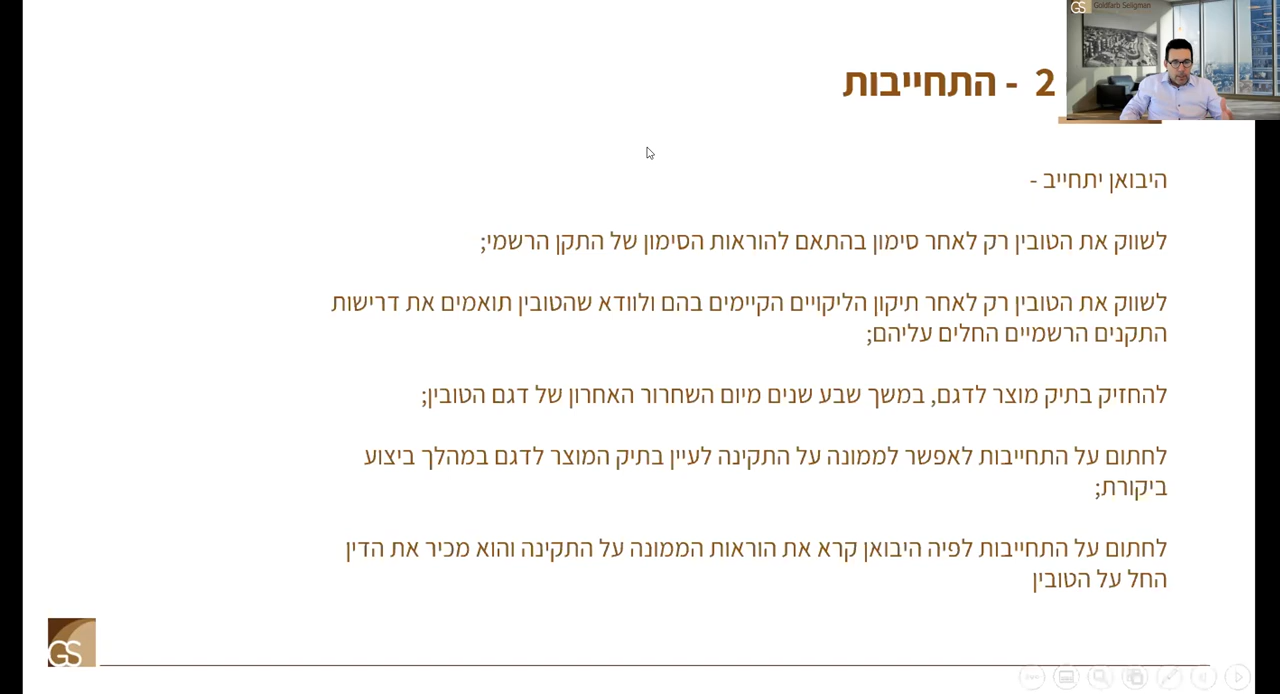 GS Goldfarb Seligman
2 - התחייבות
היבואן יתחייב -
לשווק את הטובין רק לאחר סימון בהתאם להוראות הסימון של התקן הרשמי;
לשווק את הטובין רק לאחר תיקון הליקויים הקיימים בהם ולוודא שהטובין תואמים את דרישות
התקנים הרשמיים החלים עליהם;
להחזיק בתיק מוצר לדגם, במשך שבע שנים מיום השחרור האחרון של דגם הטובין;
לחתום על התחייבות לאפשר לממונה על התקינה לעיין בתיק המוצר לדגם במהלך ביצוע
ביקורת;
לחתום על התחייבות לפיה היבואן קרא את הוראות הממונה על התקינה והוא מכיר את הדין
החל על הטובין
GS